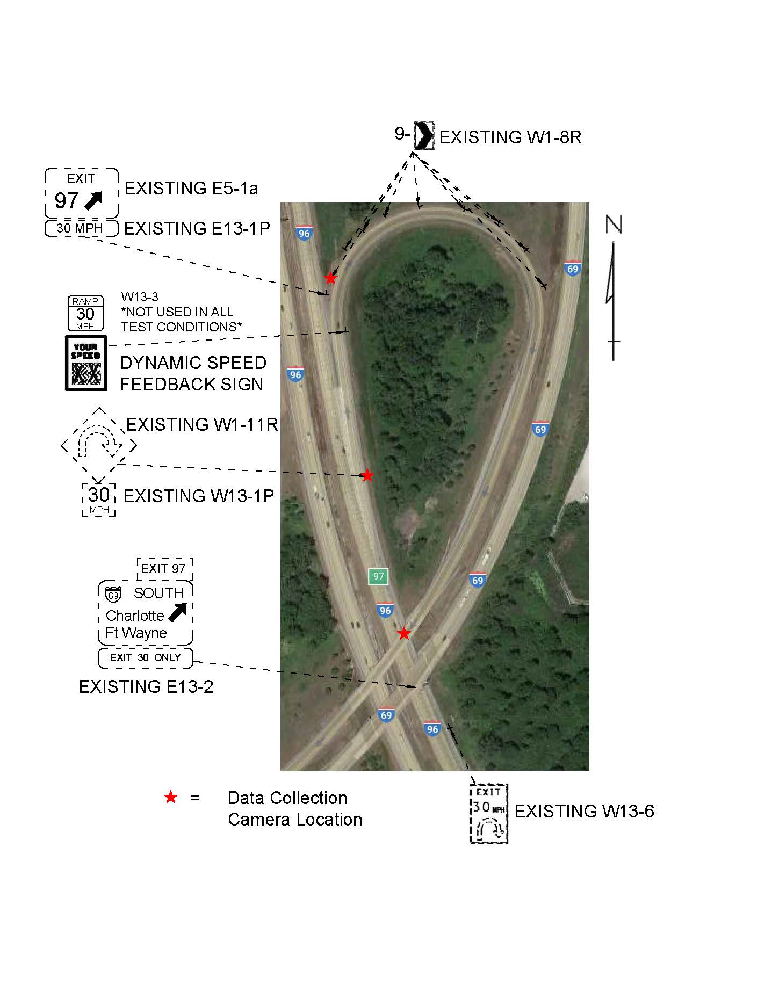 9-
EXISTING W1-8R
EXIT
97
EXISTING E5-1a
30 MPH
EXISTING E13-1P
N
96
69
RAMP
30
MPH
W13-3
*NOT USED IN ALL
TEST CONDITIONS*
YOUR
SPEED
XX
DYNAMIC SPEED
FEEDBACK SIGN
96
EXISTING W1-11R
69
30
MPH
EXISTING W13-1P
EXIT 97
69 SOUTH
Charlotte
Ft Wayne
EXIT 30 ONLY
EXISTING E13-2
97
69
96
69
96
= Data Collection
Camera Location
EXIT
30 MPH
EXISTING W13-6